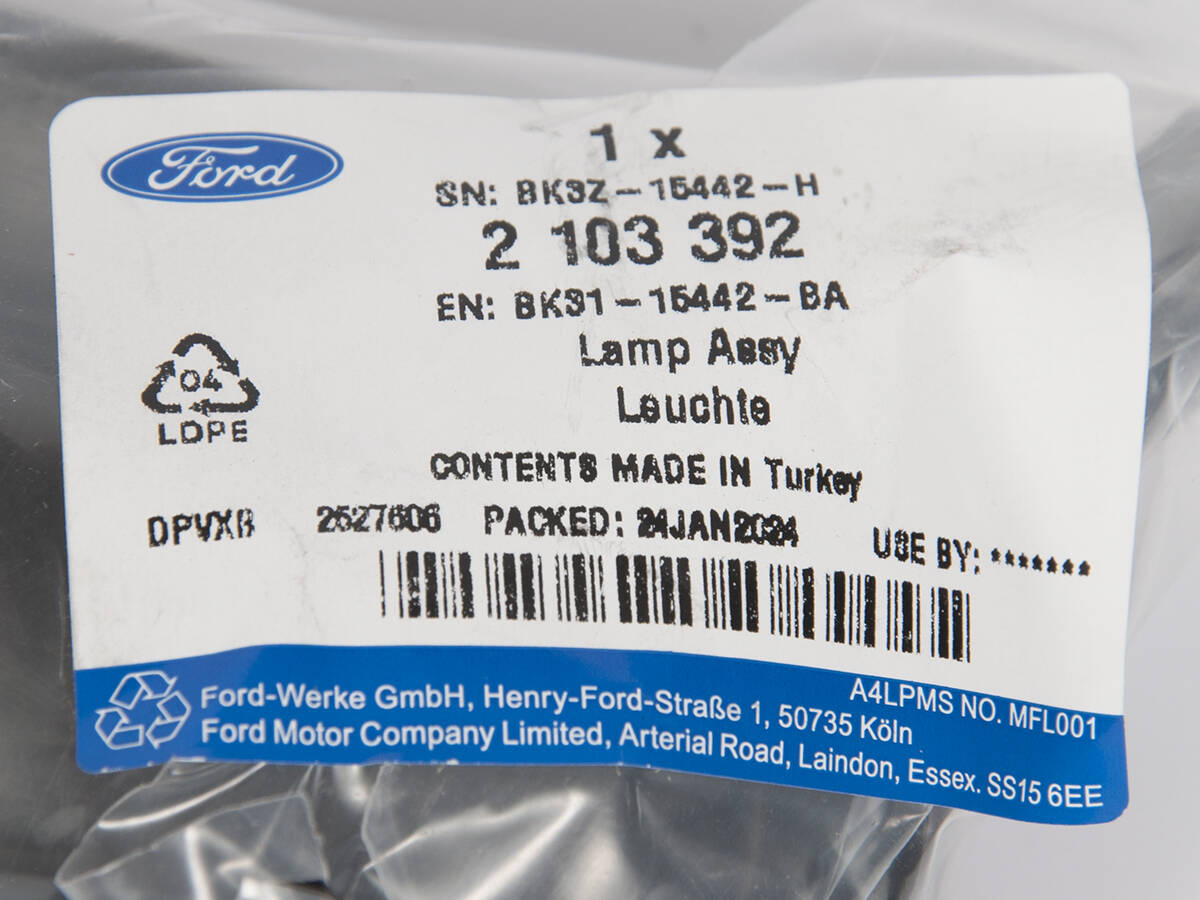 Ford
1 x
SN: BK3Z-15442-H
2 103 392
EN: BK31-15442-BA
Lamp Assy
Leuchte
04
LDPE
CONTENTS MADE IN Turkey
DPVXB 2527606 PACKED: 24JAN2024 USE BY: *******
A4LPMS NO. MFL001
Ford-Werke GmbH, Henry-Ford-Straße 1, 50735 Köln
Ford Motor Company Limited, Arterial Road, Laindon, Essex. SS15 6EE